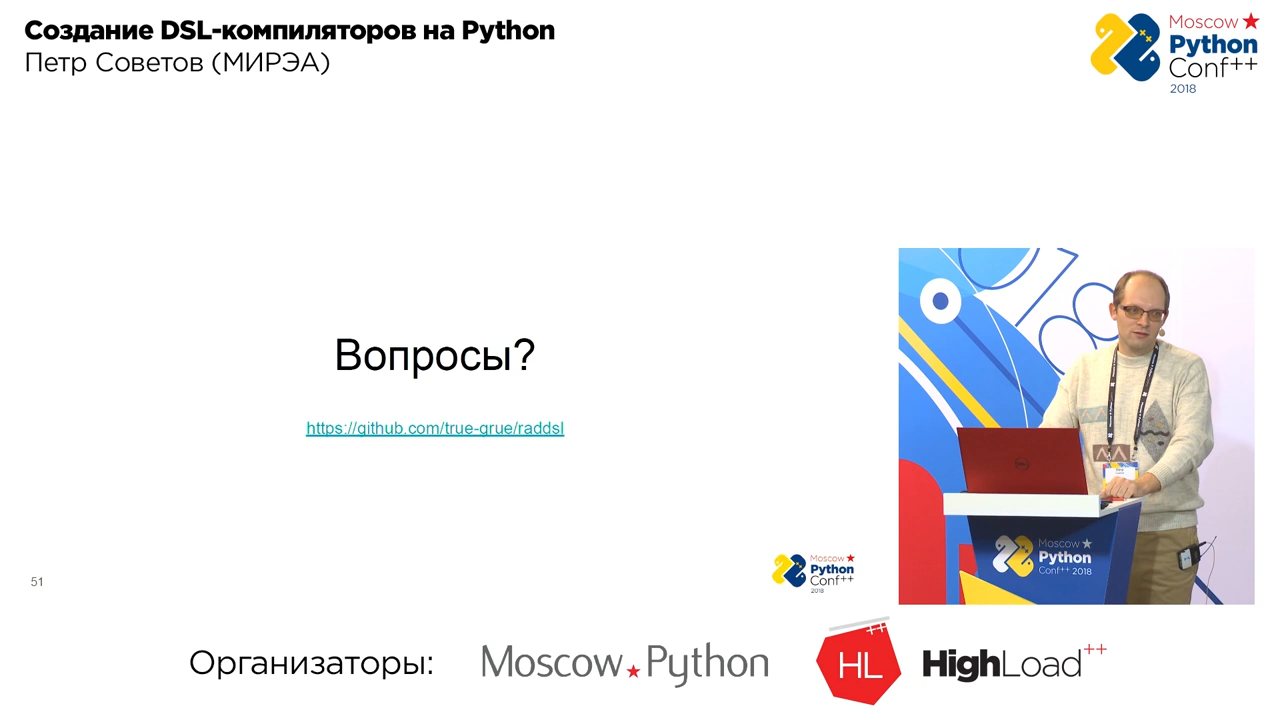 Создание DSL-компиляторов на Python
Петр Советов (МИРЭА)
Moscow
Python
Conf++
2018
Вопросы?
https://github.com/true-grue/raddsl
51
Moscow
Python
Conf++
2018
Moscow
Python
Conf++ 2018
Организаторы:
Moscow Python
HL++
HighLoad++